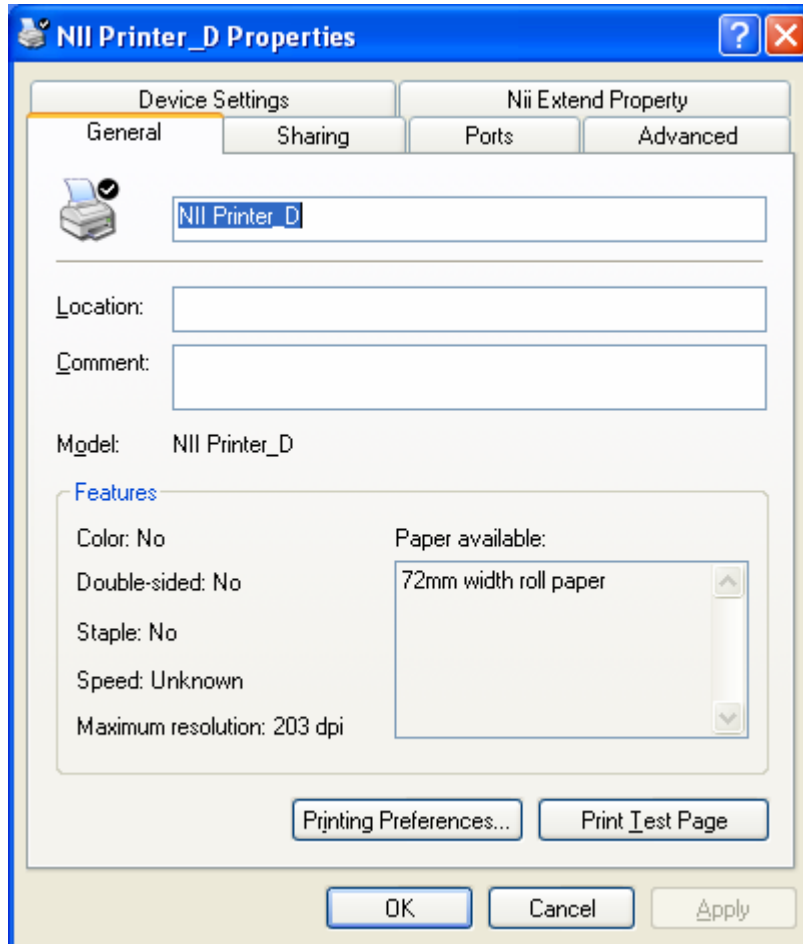 NII Printer_D Properties
Device Settings
Nii Extend Property
General
Sharing
Ports
Advanced
NII Printer_D
Location:
Comment:
Model: NII Printer_D
Features
Color: No
Paper available:
Double-sided: No
72mm width roll paper
Staple: No
Speed: Unknown
Maximum resolution: 203 dpi
Printing Preferences...
Print Test Page
OK
Cancel
Apply